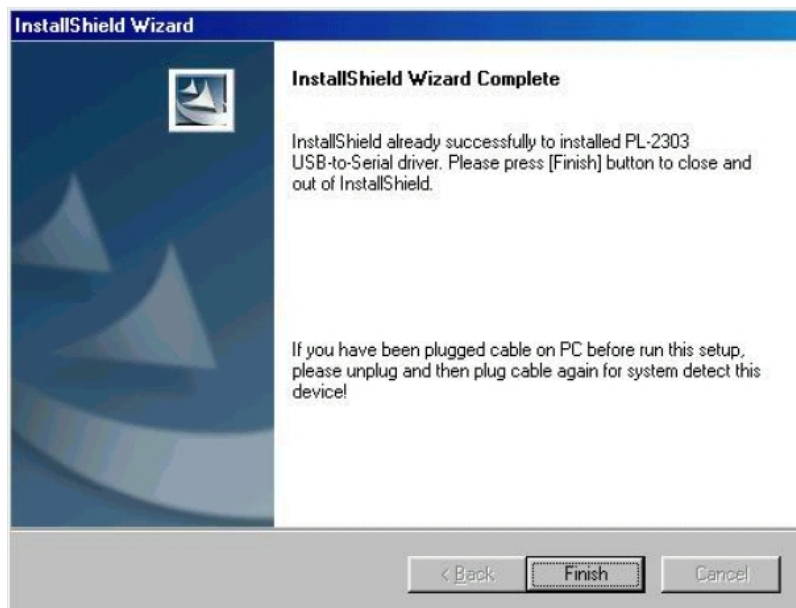 InstallShield Wizard
InstallShield Wizard Complete
InstallShield already successfully to installed PL-2303
USB-to-Serial driver. Please press [Finish] button to close and
out of InstallShield.
If you have been plugged cable on PC before run this setup,
please unplug and then plug cable again for system detect this
device!
< Back
Finish
Cancel